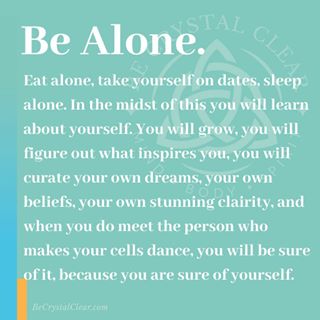 Be Alone.
Eat alone, take yourself on dates, sleep
alone. In the midst of this you will learn
about yourself. You will grow, you will
figure out what inspires you, you will
curate your own dreams, your own
beliefs, your own stunning clairity, and
when you do meet the person who
makes your cells dance, you will be sure
of it, because you are sure of yourself.
BeCrystalClear.com